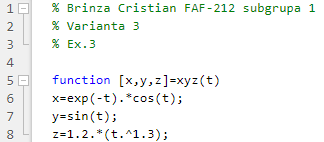 1 % Brinza Cristian FAF-212 subgrupa 1
2 % Varianta 3
3 % Ex.3
4
5 function [x,y,z]=xyz(t)
6 x=exp(-t).*cos(t);
7 y=sin(t);
8 z=1.2.*(t.^1.3);